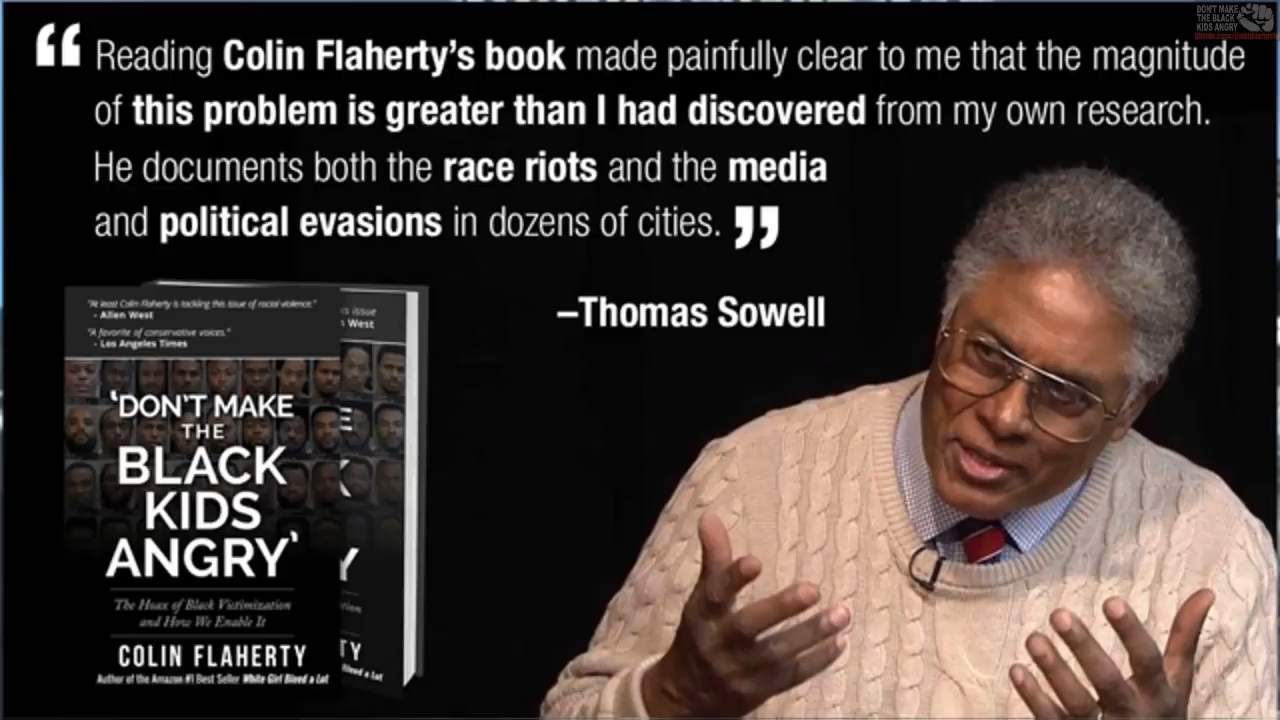 DON'T MAKE
THE BLACK
KIDS ANGRY
“ Reading Colin Flaherty's book made painfully clear to me that the magnitude
of this problem is greater than I had discovered from my own research.
He documents both the race riots and the media
and political evasions in dozens of cities. ”
–Thomas Sowell
"At least Colin Flaherty is tackling this issue of racial violence."
- Allen West
"A favorite of conservative voices."
- Los Angeles Times
'DON'T MAKE
THE
BLACK
KIDS
ANGRY'
The Hoax of Black Victimization
and How We Enable It
COLIN FLAHERTY
Author of the Amazon #1 Best Seller White Girl Bleed a Lot
issue
West
E
K
Y
TY
Bleed a Lot